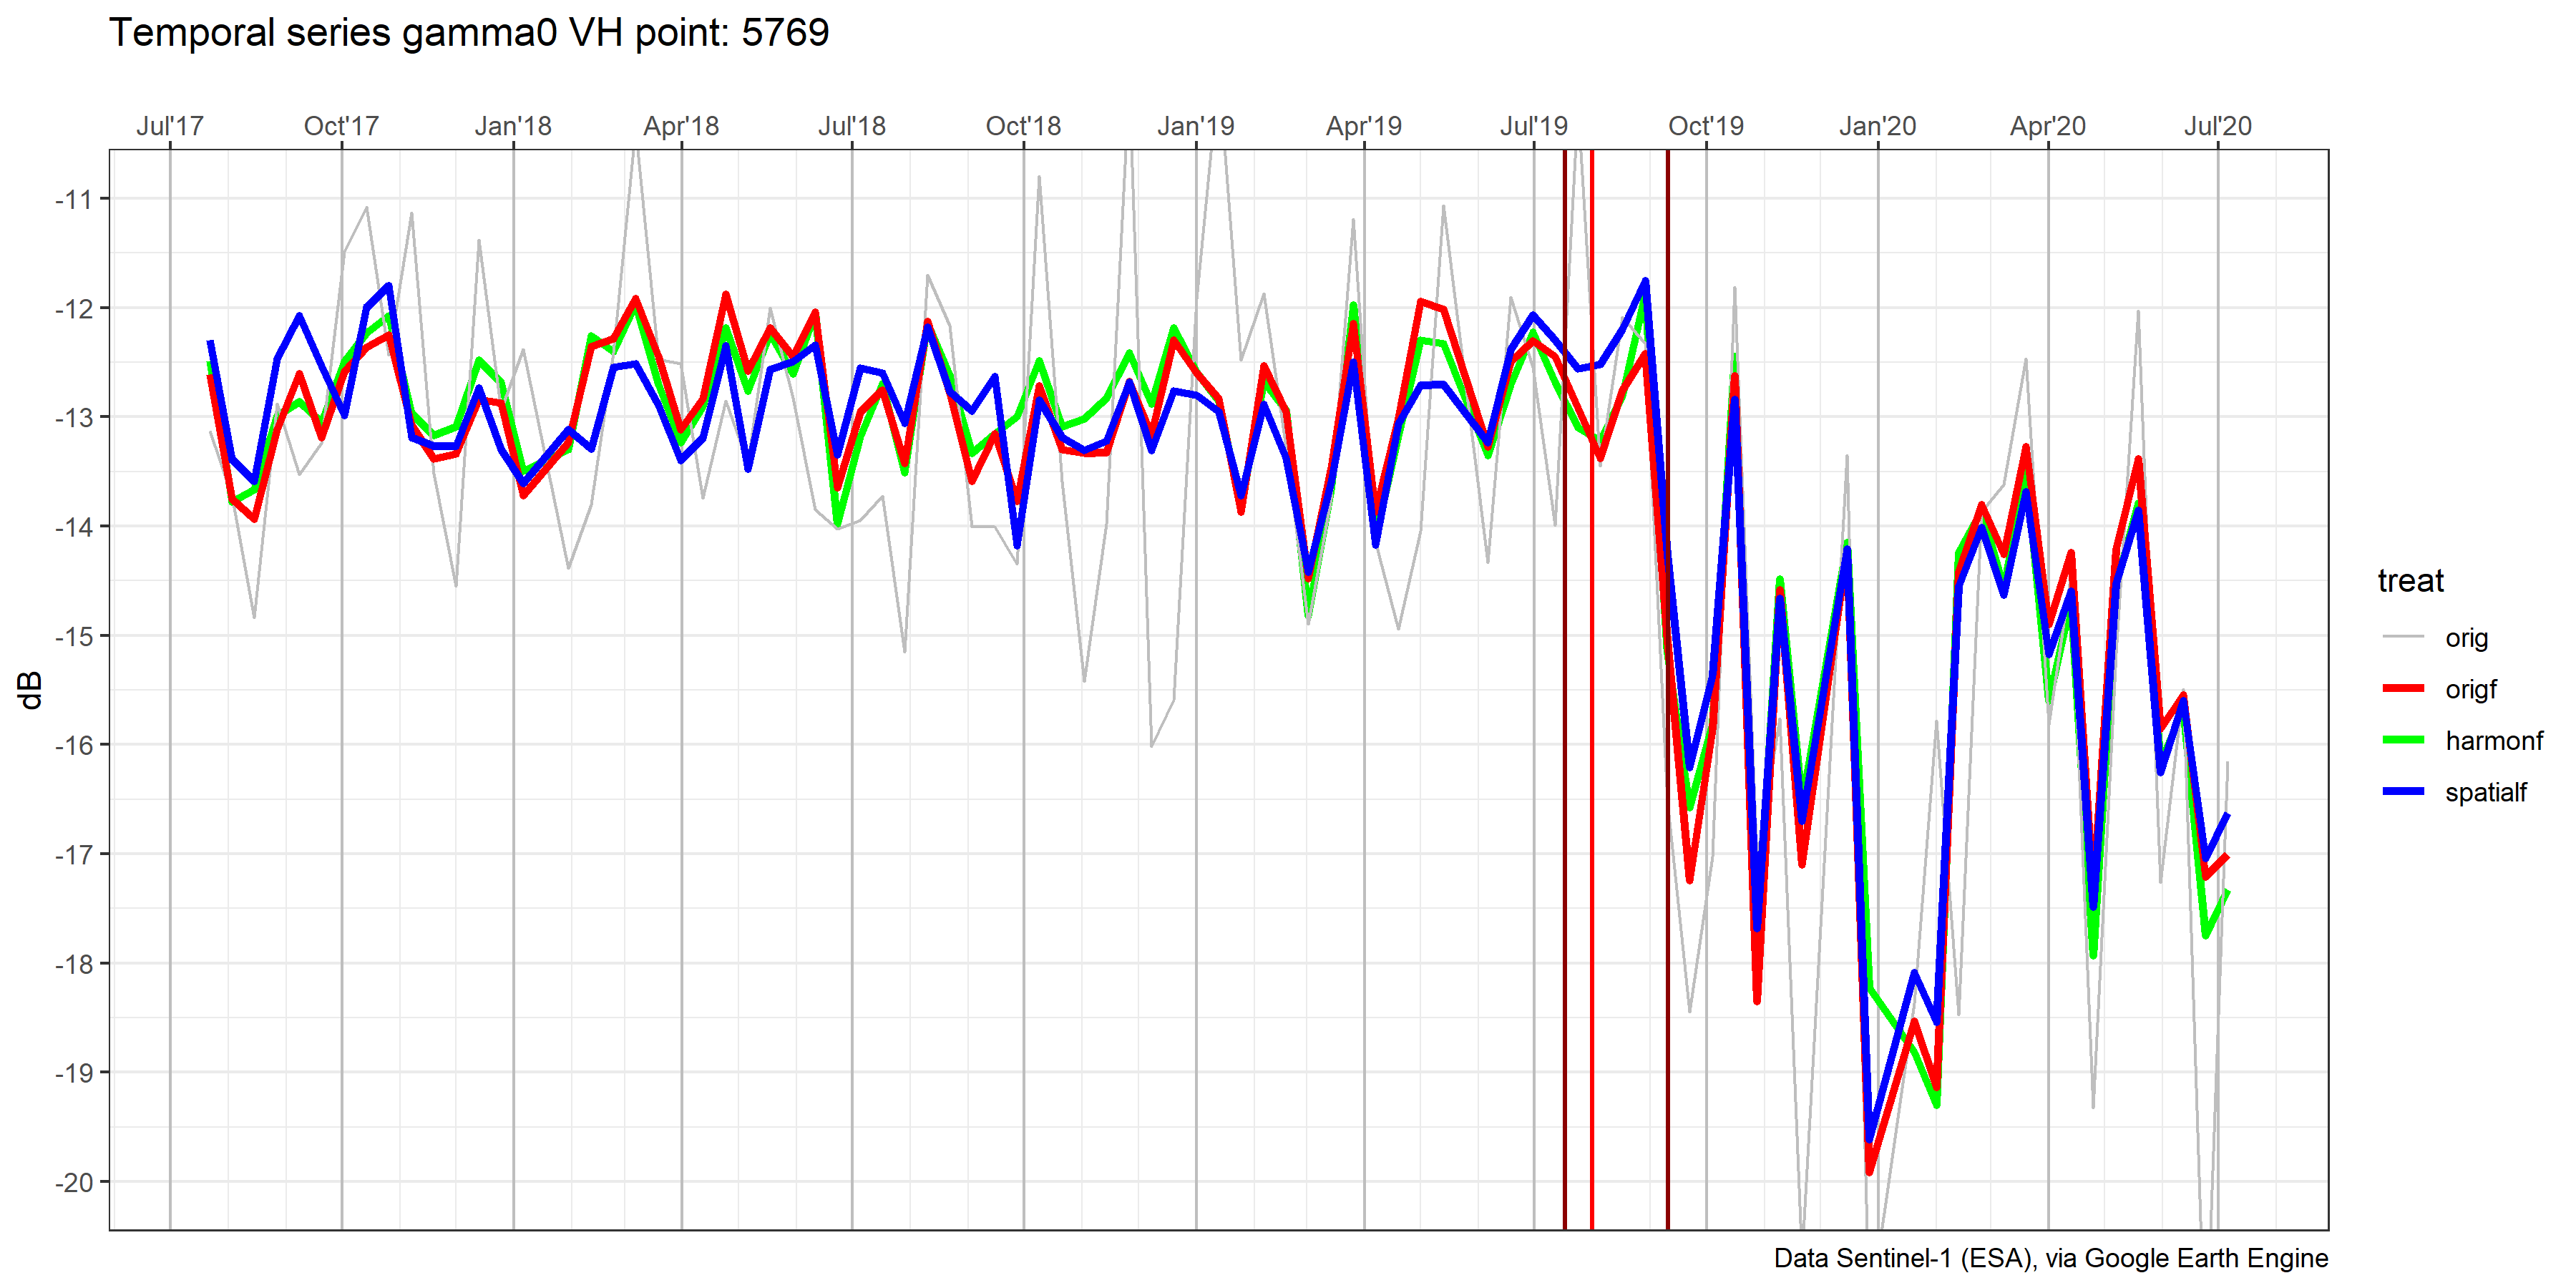 Temporal series gamma0 VH point: 5769
Jul'17 Oct'17 Jan'18 Apr'18 Jul'18 Oct'18 Jan'19 Apr'19 Jul'19 Oct'19 Jan'20 Apr'20 Jul'20
-11
-12
-13
-14
-15
-16
-17
-18
-19
-20
dB
treat
orig
origf
harmonf
spatialf
Data Sentinel-1 (ESA), via Google Earth Engine